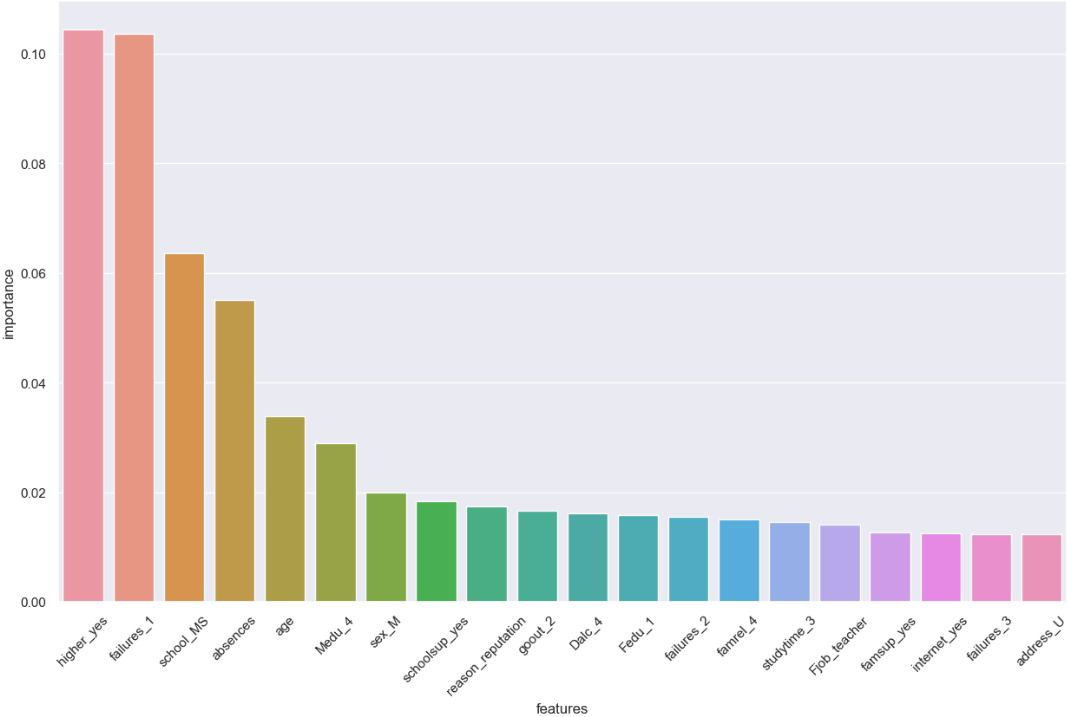 0.10
0.08
0.06
0.04
0.02
0.00
importance
higher_yes
failures_1
school_MS
absences
age
Medu_4
sex_M
schoolsup_yes
reason_reputation
goout_2
Dalc_4
Fedu_1
failures_2
famrel_4
studytime_3
Fjob_teacher
famsup_yes
internet_yes
failures_3
address_U
features